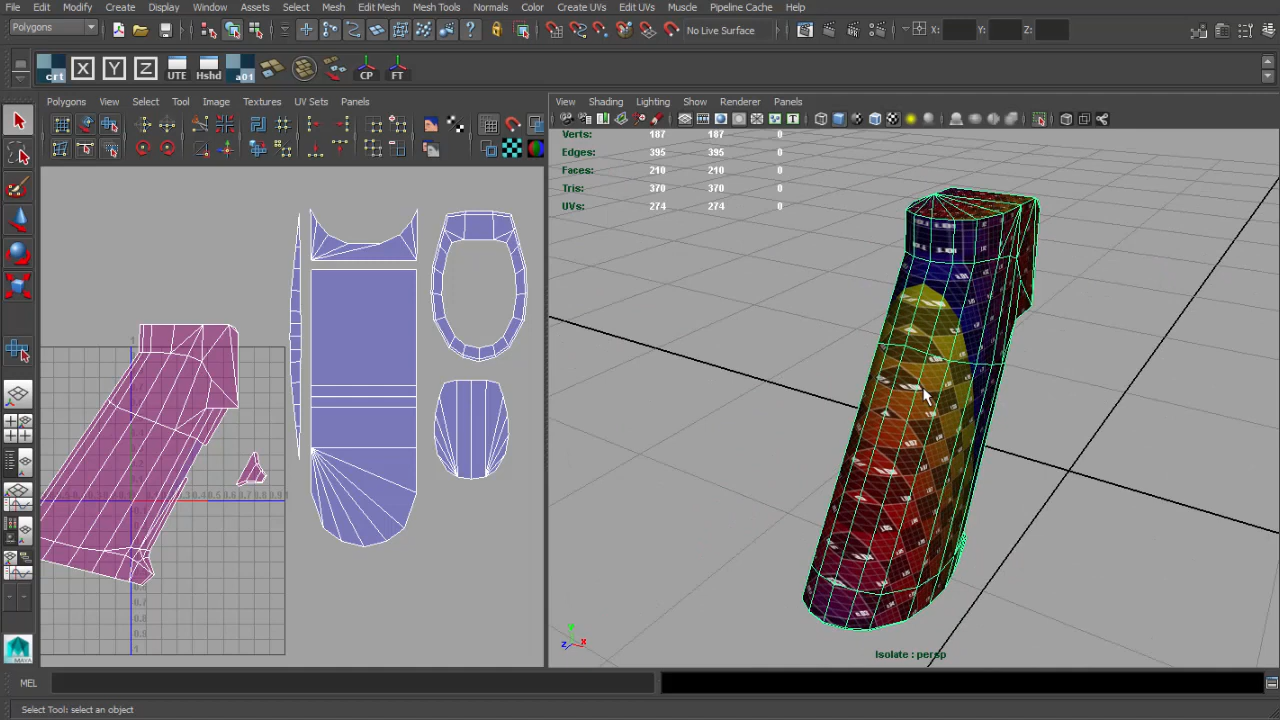 File Edit Modify Create Display Window Assets Select Mesh Edit Mesh Mesh Tools Normals Color Create UVs Edit UVs Muscle Pipeline Cache Help
Polygons No Live Surface X: Y: Z:
crt X Y Z UTE Hshd a01 CP FT
Polygons View Select Tool Image Textures UV Sets Panels
View Shading Lighting Show Renderer Panels
Verts: 187 187 0
Edges: 395 395 0
Faces: 210 210 0
Tris: 370 370 0
UVs: 274 274 0
Isolate : persp
MEL
Select Tool: select an object